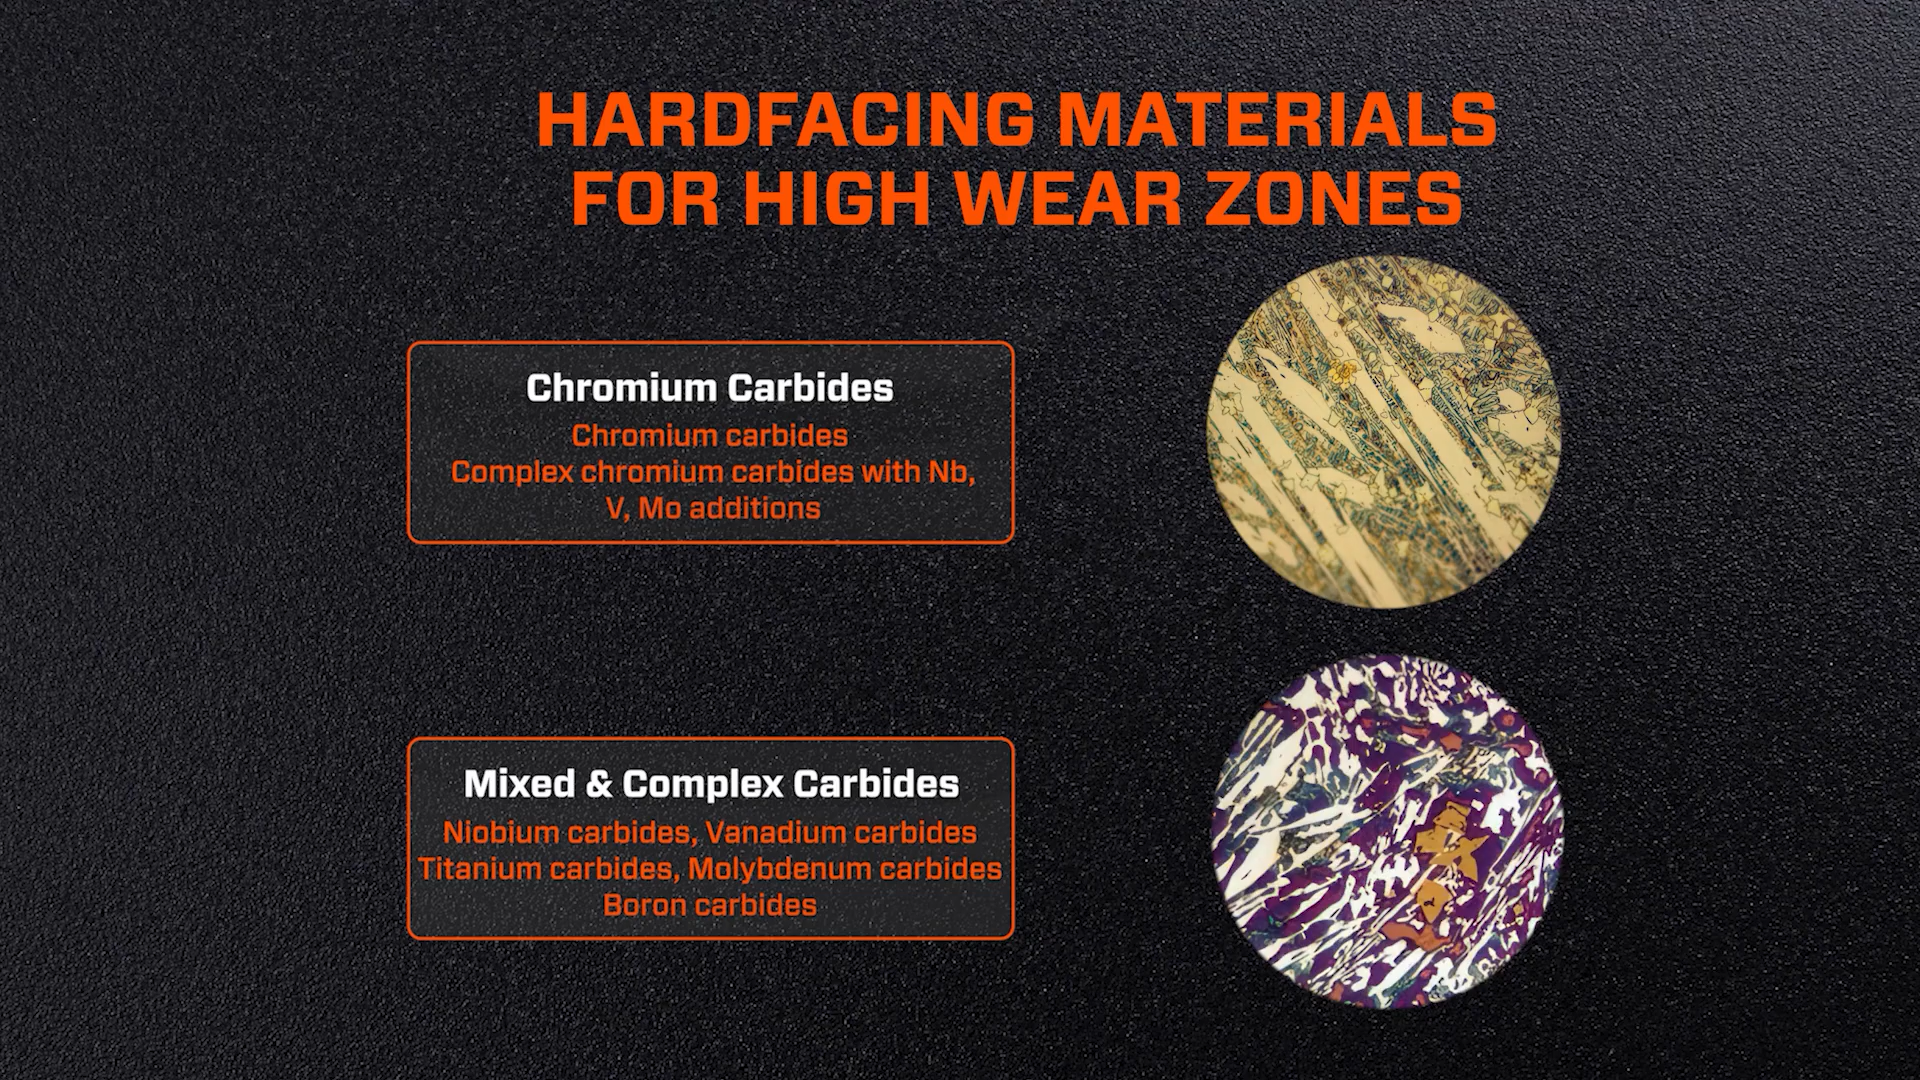 HARDFACING MATERIALS
FOR HIGH WEAR ZONES
Chromium Carbides
Chromium carbides
Complex chromium carbides with Nb,
V, Mo additions
Mixed & Complex Carbides
Niobium carbides, Vanadium carbides
Titanium carbides, Molybdenum carbides
Boron carbides